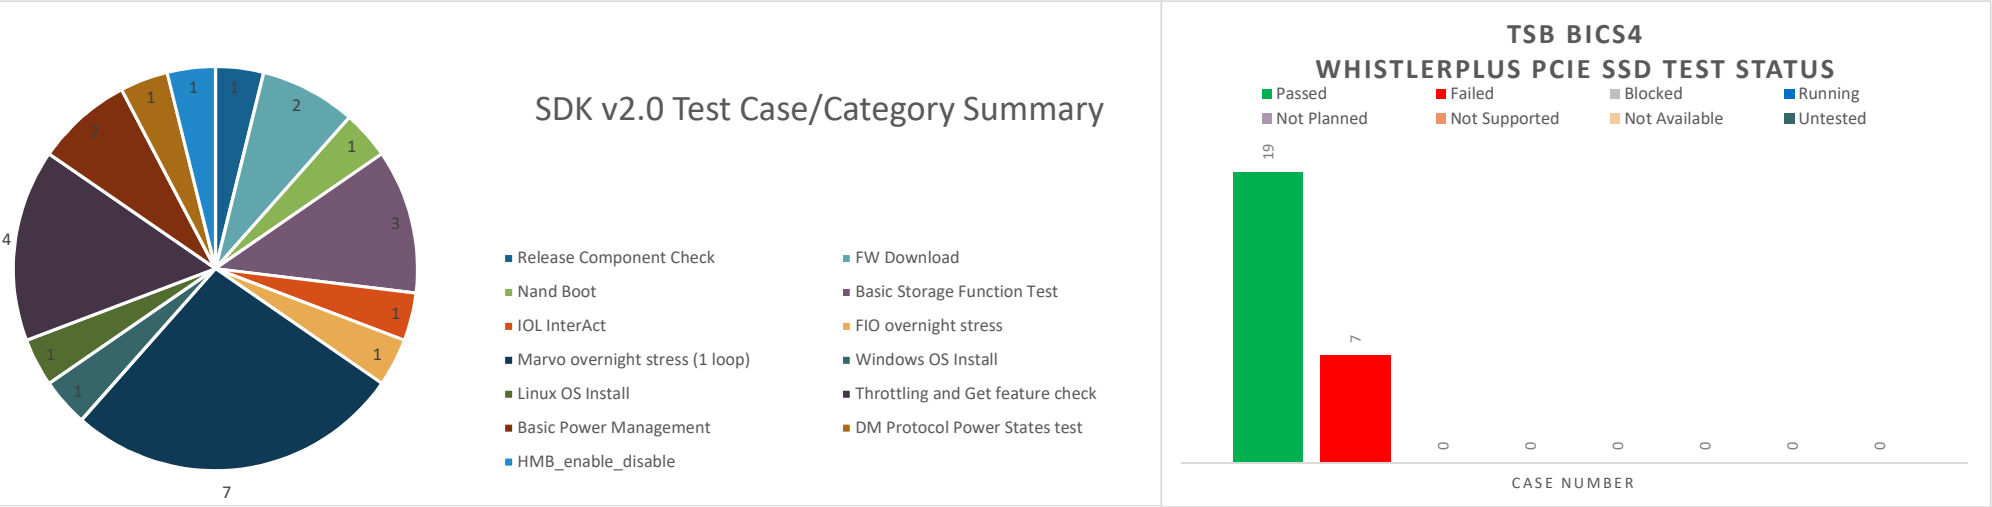 SDK v2.0 Test Case/Category Summary
1
2
1
3
1
1
7
1
1
4
2
1
1
Release Component Check
FW Download
Nand Boot
Basic Storage Function Test
IOL InterAct
FIO overnight stress
Marvo overnight stress (1 loop)
Windows OS Install
Linux OS Install
Throttling and Get feature check
Basic Power Management
DM Protocol Power States test
HMB_enable_disable
TSB BICS4
WHISTLERPLUS PCIE SSD TEST STATUS
Passed
Failed
Blocked
Running
Not Planned
Not Supported
Not Available
Untested
19
7
0
0
0
0
0
0
CASE NUMBER